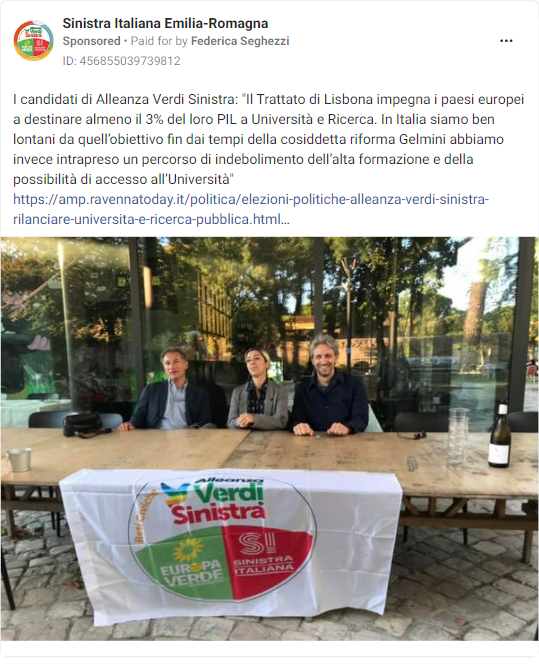 Sinistra Italiana Emilia-Romagna
Sponsored • Paid for by Federica Seghezzi
ID: 456855039739812
I candidati di Alleanza Verdi Sinistra: "Il Trattato di Lisbona impegna i paesi europei
a destinare almeno il 3% del loro PIL a Università e Ricerca. In Italia siamo ben
lontani da quell'obiettivo fin dai tempi della cosiddetta riforma Gelmini abbiamo
invece intrapreso un percorso di indebolimento dell'alta formazione e della
possibilità di accesso all'Università"
https://amp.ravennatoday.it/politica/elezioni-politiche-alleanza-verdi-sinistra-
rilanciare-universita-e-ricerca-pubblica.html...
Alleanza
Verdi
Sinistra
Reti Civiche
EUROPA
VERDE
SI
SINISTRA
ITALIANA